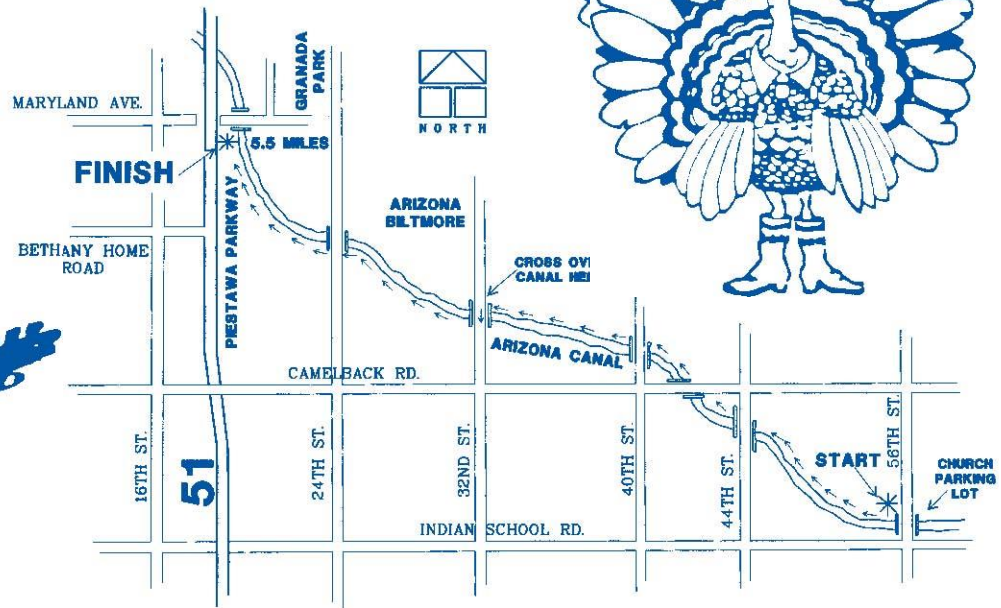 GRANADA
PARK
MARYLAND AVE.
NORTH
5.5 MILES
FINISH
PIESTAWA PARKWAY
ARIZONA
BILTMORE
BETHANY HOME
ROAD
CROSS OVE
CANAL HEI
ARIZONA CANAL
CAMELBACK RD.
16TH ST.
51
24TH ST.
32ND ST.
40TH ST.
44TH ST.
START
56TH ST.
CHURCH
PARKING
LOT
INDIAN SCHOOL RD.